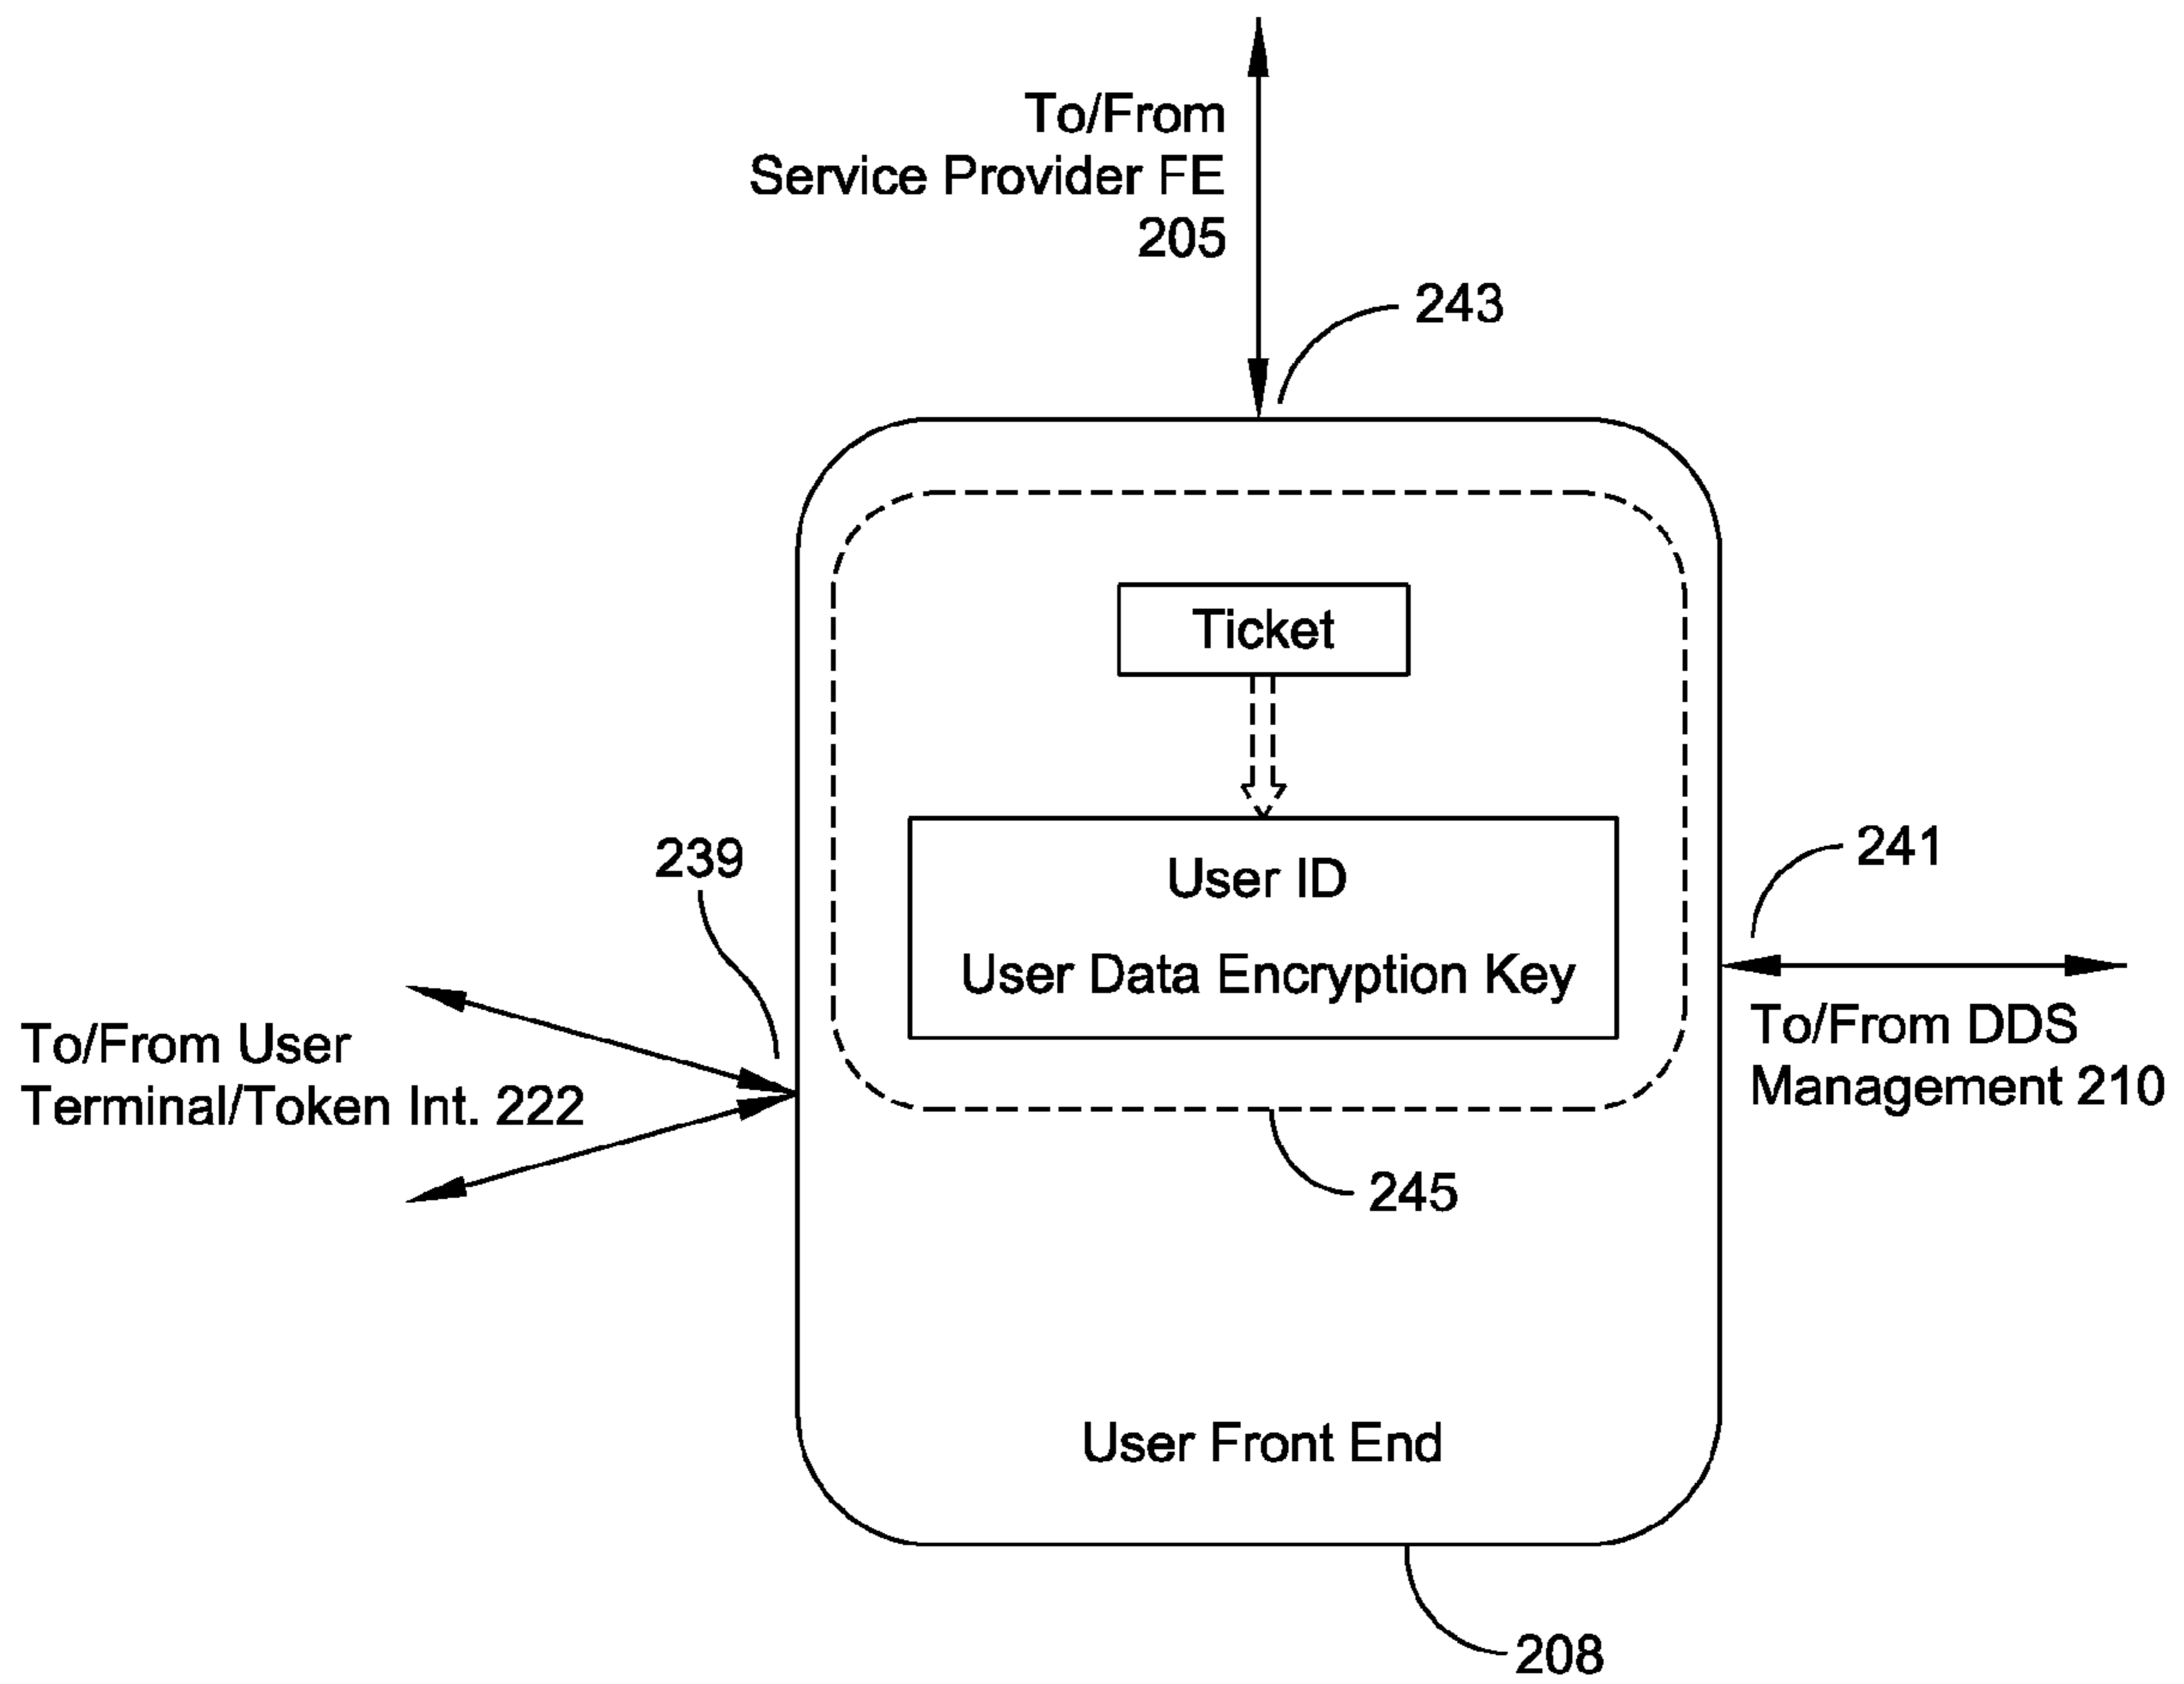 To/From
Service Provider FE
205
243
Ticket
239
User ID
User Data Encryption Key
241
To/From User
Terminal/Token Int. 222
To/From DDS
Management 210
245
User Front End
208